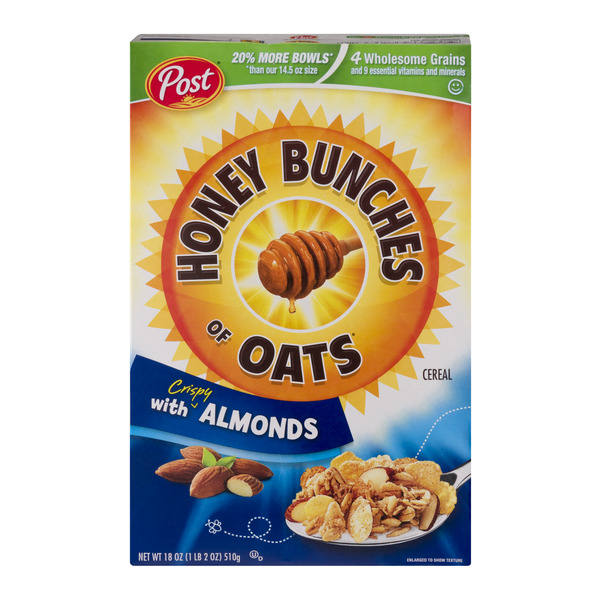 Post
20% MORE BOWLS*
*than our 14.5 oz size
4 Wholesome Grains
and 9 essential vitamins and minerals
HONEY BUNCHES
OF OATS®
CEREAL
with Crispy ALMONDS
NET WT 18 OZ (1 LB 2 OZ) 510g
U D
ENLARGED TO SHOW TEXTURE